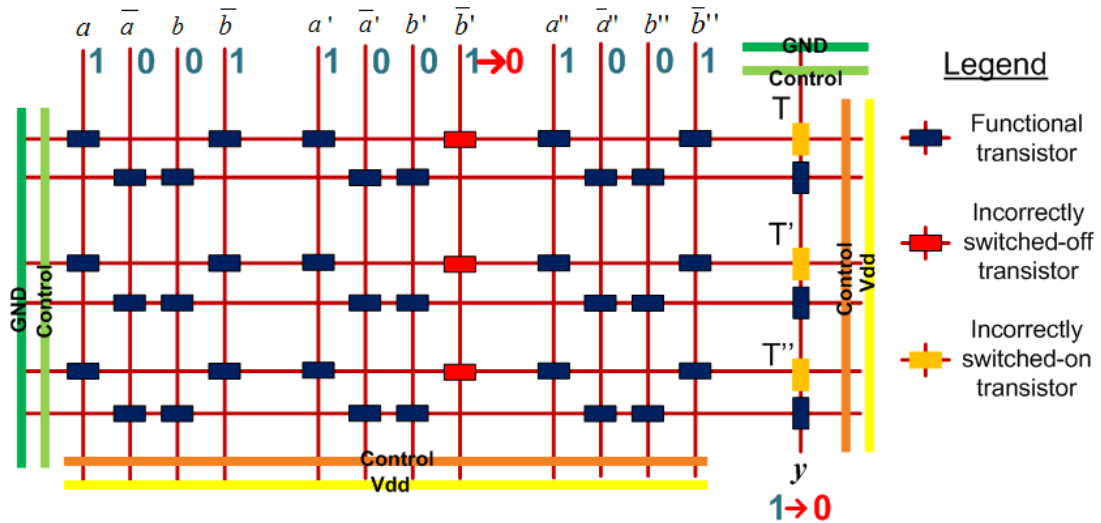 a a̅ b b̅ a' a̅' b' b̅' a" a̅" b" b̅''
1 0 0 1 1 0 0 1→0 1 0 0 1
GND
Control
T
T'
T''
GND
Control
Control
Vdd
Control
Vdd
y
1→0
Legend
Functional
transistor
Incorrectly
switched-off
transistor
Incorrectly
switched-on
transistor